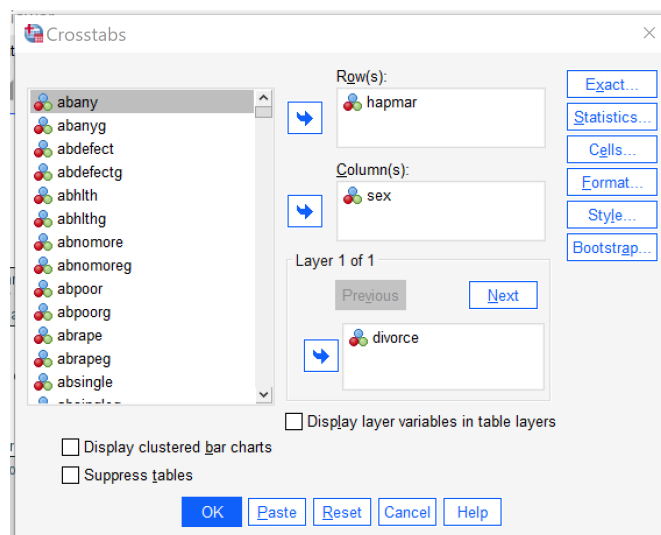 Crosstabs
abany
abanyg
abdefect
abdefectg
abhlth
abhlthg
abnomore
abnomoreg
abpoor
abpoorg
abrape
abrapeg
absingle
Row(s):
hapmar
Column(s):
sex
Layer 1 of 1
Previous Next
divorce
Display layer variables in table layers
Exact...
Statistics...
Cells...
Format...
Style...
Bootstrap...
Display clustered bar charts
Suppress tables
OK Paste Reset Cancel Help